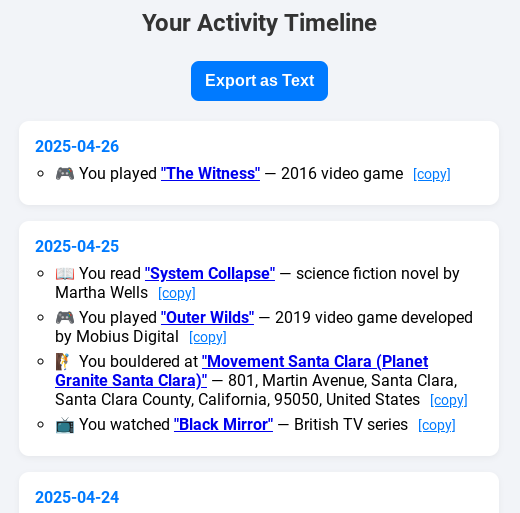 Your Activity Timeline
Export as Text
2025-04-26
🎮 You played "The Witness" — 2016 video game [copy]
2025-04-25
📖 You read "System Collapse" — science fiction novel by
Martha Wells [copy]
🎮 You played "Outer Wilds" — 2019 video game developed
by Mobius Digital [copy]
🧗 You bouldered at "Movement Santa Clara (Planet
Granite Santa Clara)" — 801, Martin Avenue, Santa Clara,
Santa Clara County, California, 95050, United States [copy]
📺 You watched "Black Mirror" — British TV series [copy]
2025-04-24